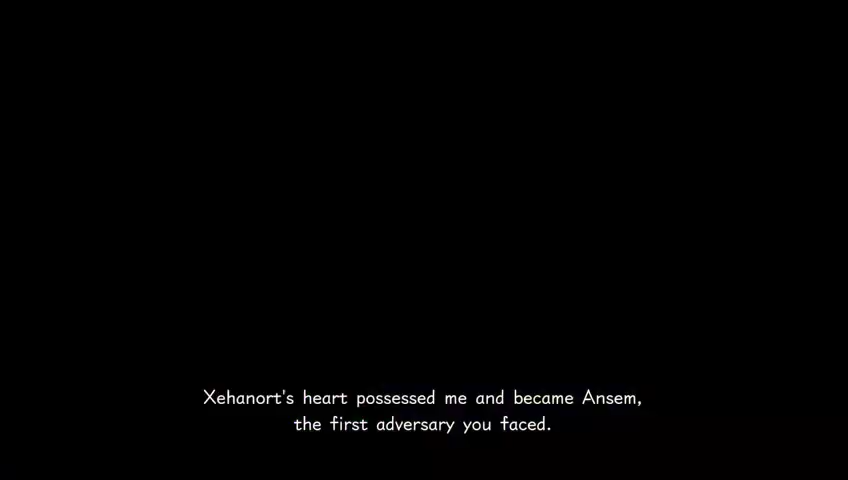 Xehanort's heart possessed me and became Ansem,
the first adversary you faced.